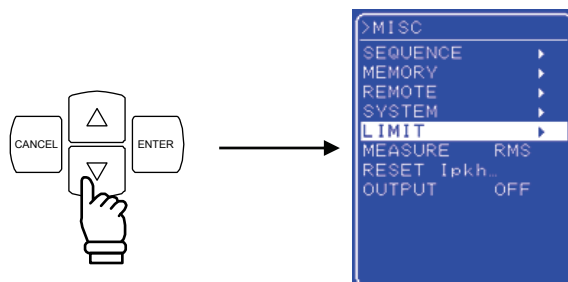 CANCEL
ENTER
>MISC
SEQUENCE
MEMORY
REMOTE
SYSTEM
LIMIT
MEASURE RMS
RESET Ipkh…
OUTPUT OFF